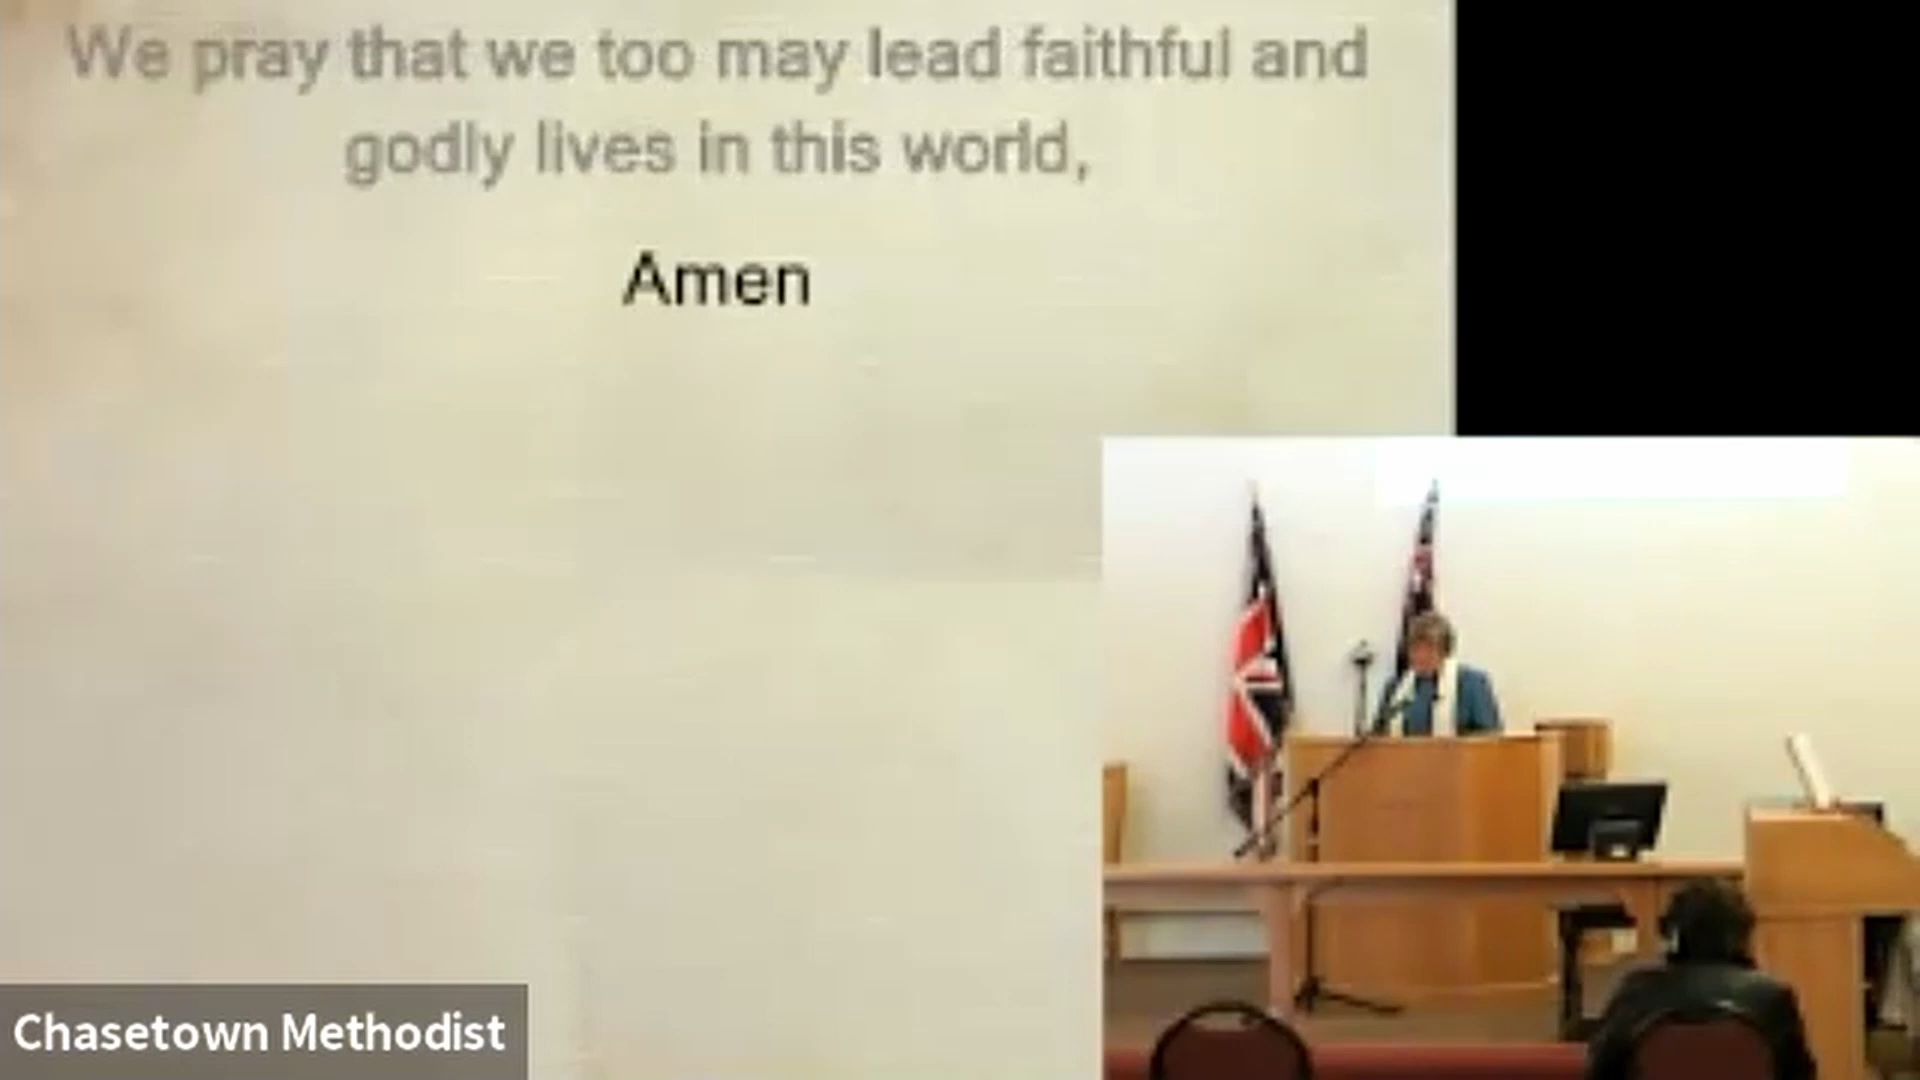 We pray that we too may lead faithful and
godly lives in this world,
Amen
Chasetown Methodist